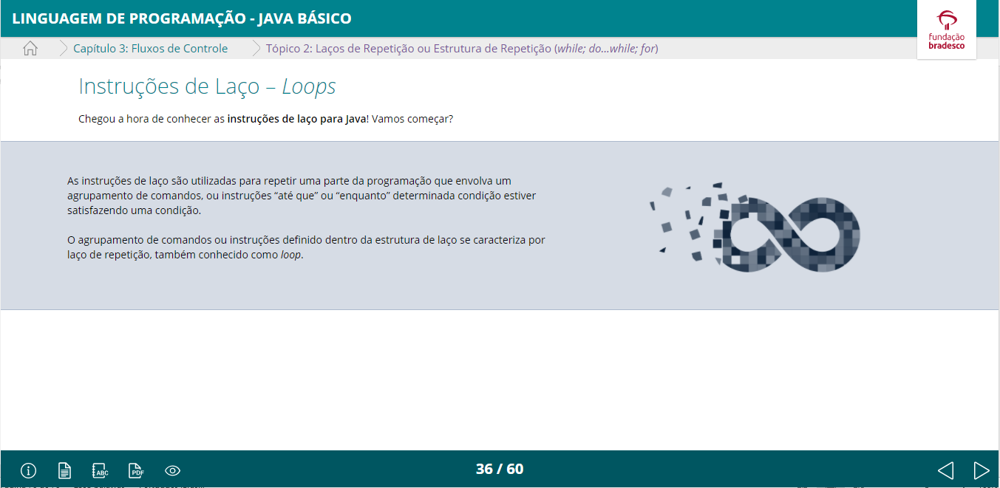 LINGUAGEM DE PROGRAMAÇÃO - JAVA BÁSICO
fundação
bradesco
Capítulo 3: Fluxos de Controle
Tópico 2: Laços de Repetição ou Estrutura de Repetição (while; do...while; for)
Instruções de Laço – Loops
Chegou a hora de conhecer as instruções de laço para Java! Vamos começar?
As instruções de laço são utilizadas para repetir uma parte da programação que envolva um
agrupamento de comandos, ou instruções “até que” ou “enquanto” determinada condição estiver
satisfazendo uma condição.
O agrupamento de comandos ou instruções definido dentro da estrutura de laço se caracteriza por
laço de repetição, também conhecido como loop.
ABC
PDF
36 / 60